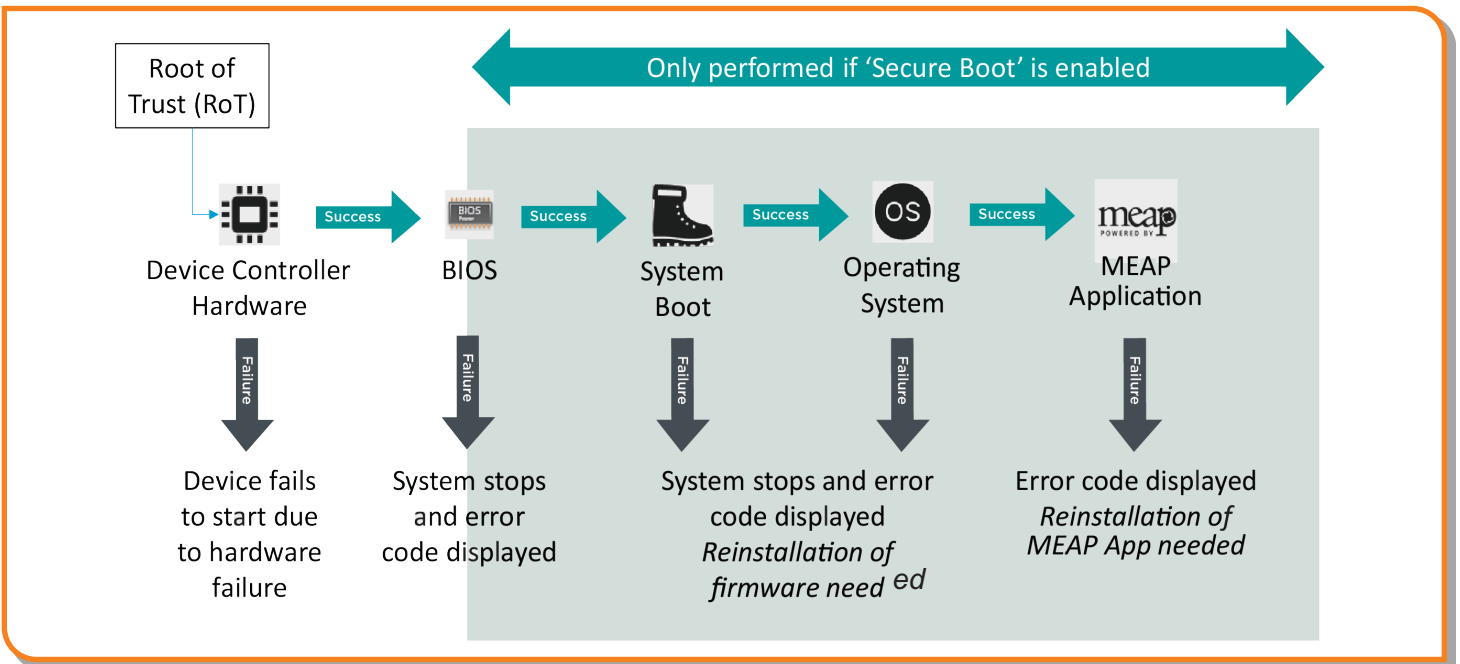 Root of
Trust (RoT)
Only performed if ‘Secure Boot’ is enabled
Success
Success
Success
Success
BIOS
Power
OS
meap
POWERED BY
Device Controller
Hardware
BIOS
System
Boot
Operating
System
MEAP
Application
Failure
Failure
Failure
Failure
Failure
Device fails
to start due
to hardware
failure
System stops
and error
code displayed
System stops and error
code displayed
Reinstallation of
firmware need ed
Error code displayed
Reinstallation of
MEAP App needed